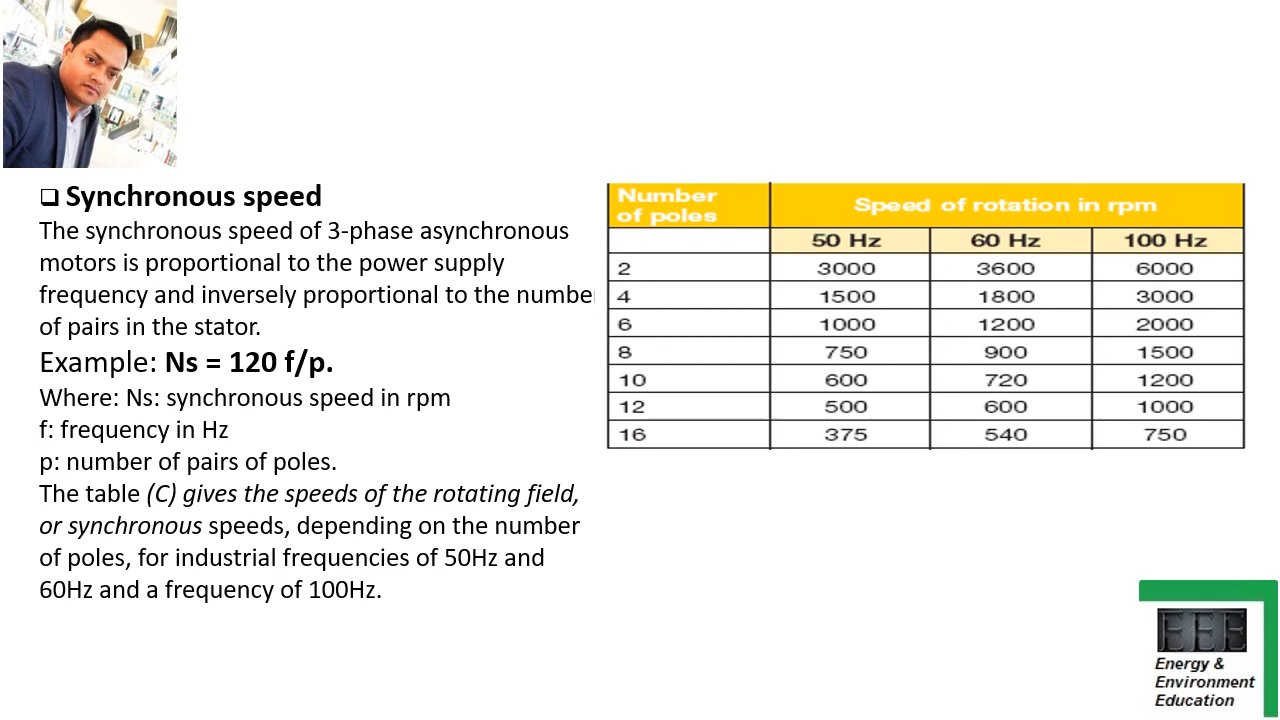 ❑ Synchronous speed
The synchronous speed of 3-phase asynchronous
motors is proportional to the power supply
frequency and inversely proportional to the number
of pairs in the stator.
Example: Ns = 120 f/p.
Where: Ns: synchronous speed in rpm
f: frequency in Hz
p: number of pairs of poles.
The table (C) gives the speeds of the rotating field,
or synchronous speeds, depending on the number
of poles, for industrial frequencies of 50Hz and
60Hz and a frequency of 100Hz.
Number
of poles
Speed of rotation in rpm
50 Hz 60 Hz 100 Hz
2 3000 3600 6000
4 1500 1800 3000
6 1000 1200 2000
8 750 900 1500
10 600 720 1200
12 500 600 1000
16 375 540 750
EEE
Energy &
Environment
Education